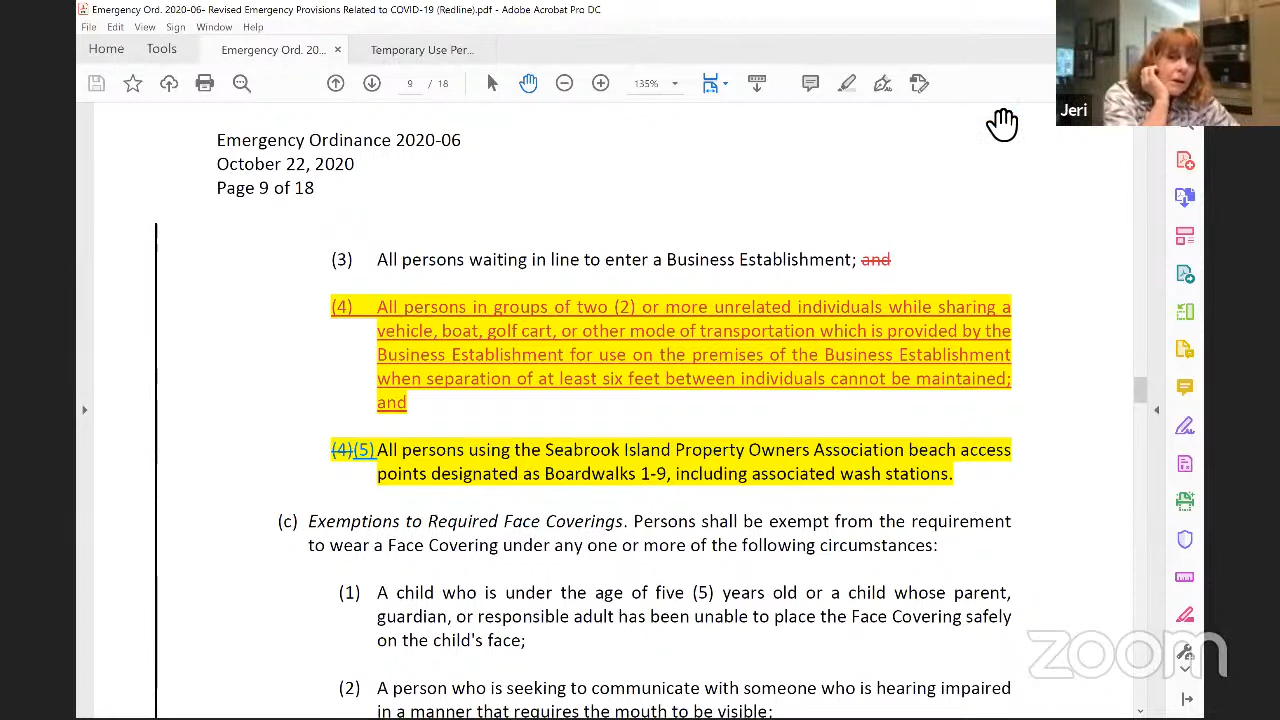 Emergency Ord. 2020-06- Revised Emergency Provisions Related to COVID-19 (Redline).pdf - Adobe Acrobat Pro DC
File Edit View Sign Window Help
Home Tools Emergency Ord. 20... × Temporary Use Per...
9 / 18 135%
Jeri
Emergency Ordinance 2020-06
October 22, 2020
Page 9 of 18
(3) All persons waiting in line to enter a Business Establishment; and
(4) All persons in groups of two (2) or more unrelated individuals while sharing a
vehicle, boat, golf cart, or other mode of transportation which is provided by the
Business Establishment for use on the premises of the Business Establishment
when separation of at least six feet between individuals cannot be maintained;
and
(4)(5) All persons using the Seabrook Island Property Owners Association beach access
points designated as Boardwalks 1-9, including associated wash stations.
(c) Exemptions to Required Face Coverings. Persons shall be exempt from the requirement
to wear a Face Covering under any one or more of the following circumstances:
(1) A child who is under the age of five (5) years old or a child whose parent,
guardian, or responsible adult has been unable to place the Face Covering safely
on the child's face;
(2) A person who is seeking to communicate with someone who is hearing impaired
in a manner that requires the mouth to be visible;
zoom